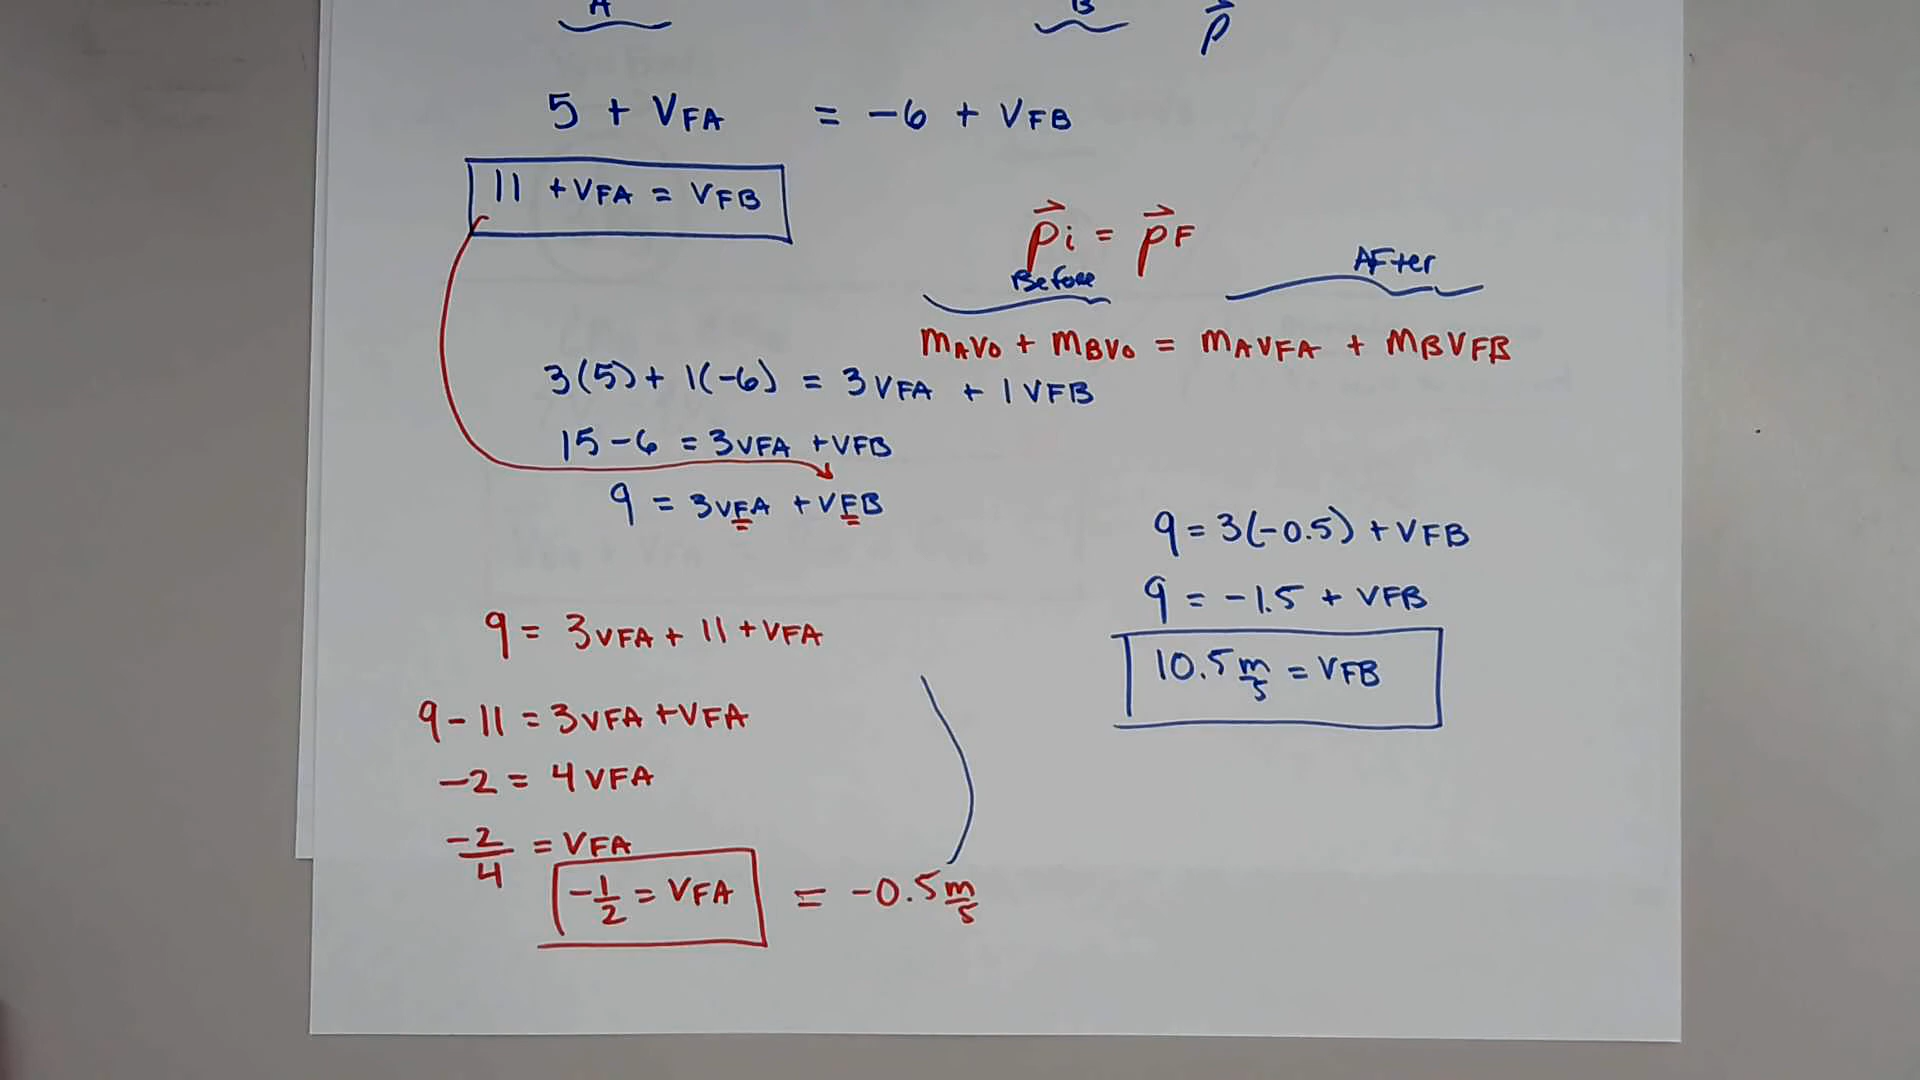 A B p
5 + VFA = -6 + VFB
11 + VFA = VFB
pi = pF
Before AFter
mAVo + mBVo = mAVFA + mBVFB
3(5) + 1(-6) = 3VFA + 1VFB
15 - 6 = 3VFA + VFB
9 = 3VFA + VFB
9 = 3VFA + 11 + VFA
9 - 11 = 3VFA + VFA
-2 = 4VFA
-2/4 = VFA
-1/2 = VFA = -0.5 m/s
9 = 3(-0.5) + VFB
9 = -1.5 + VFB
10.5 m/s = VFB